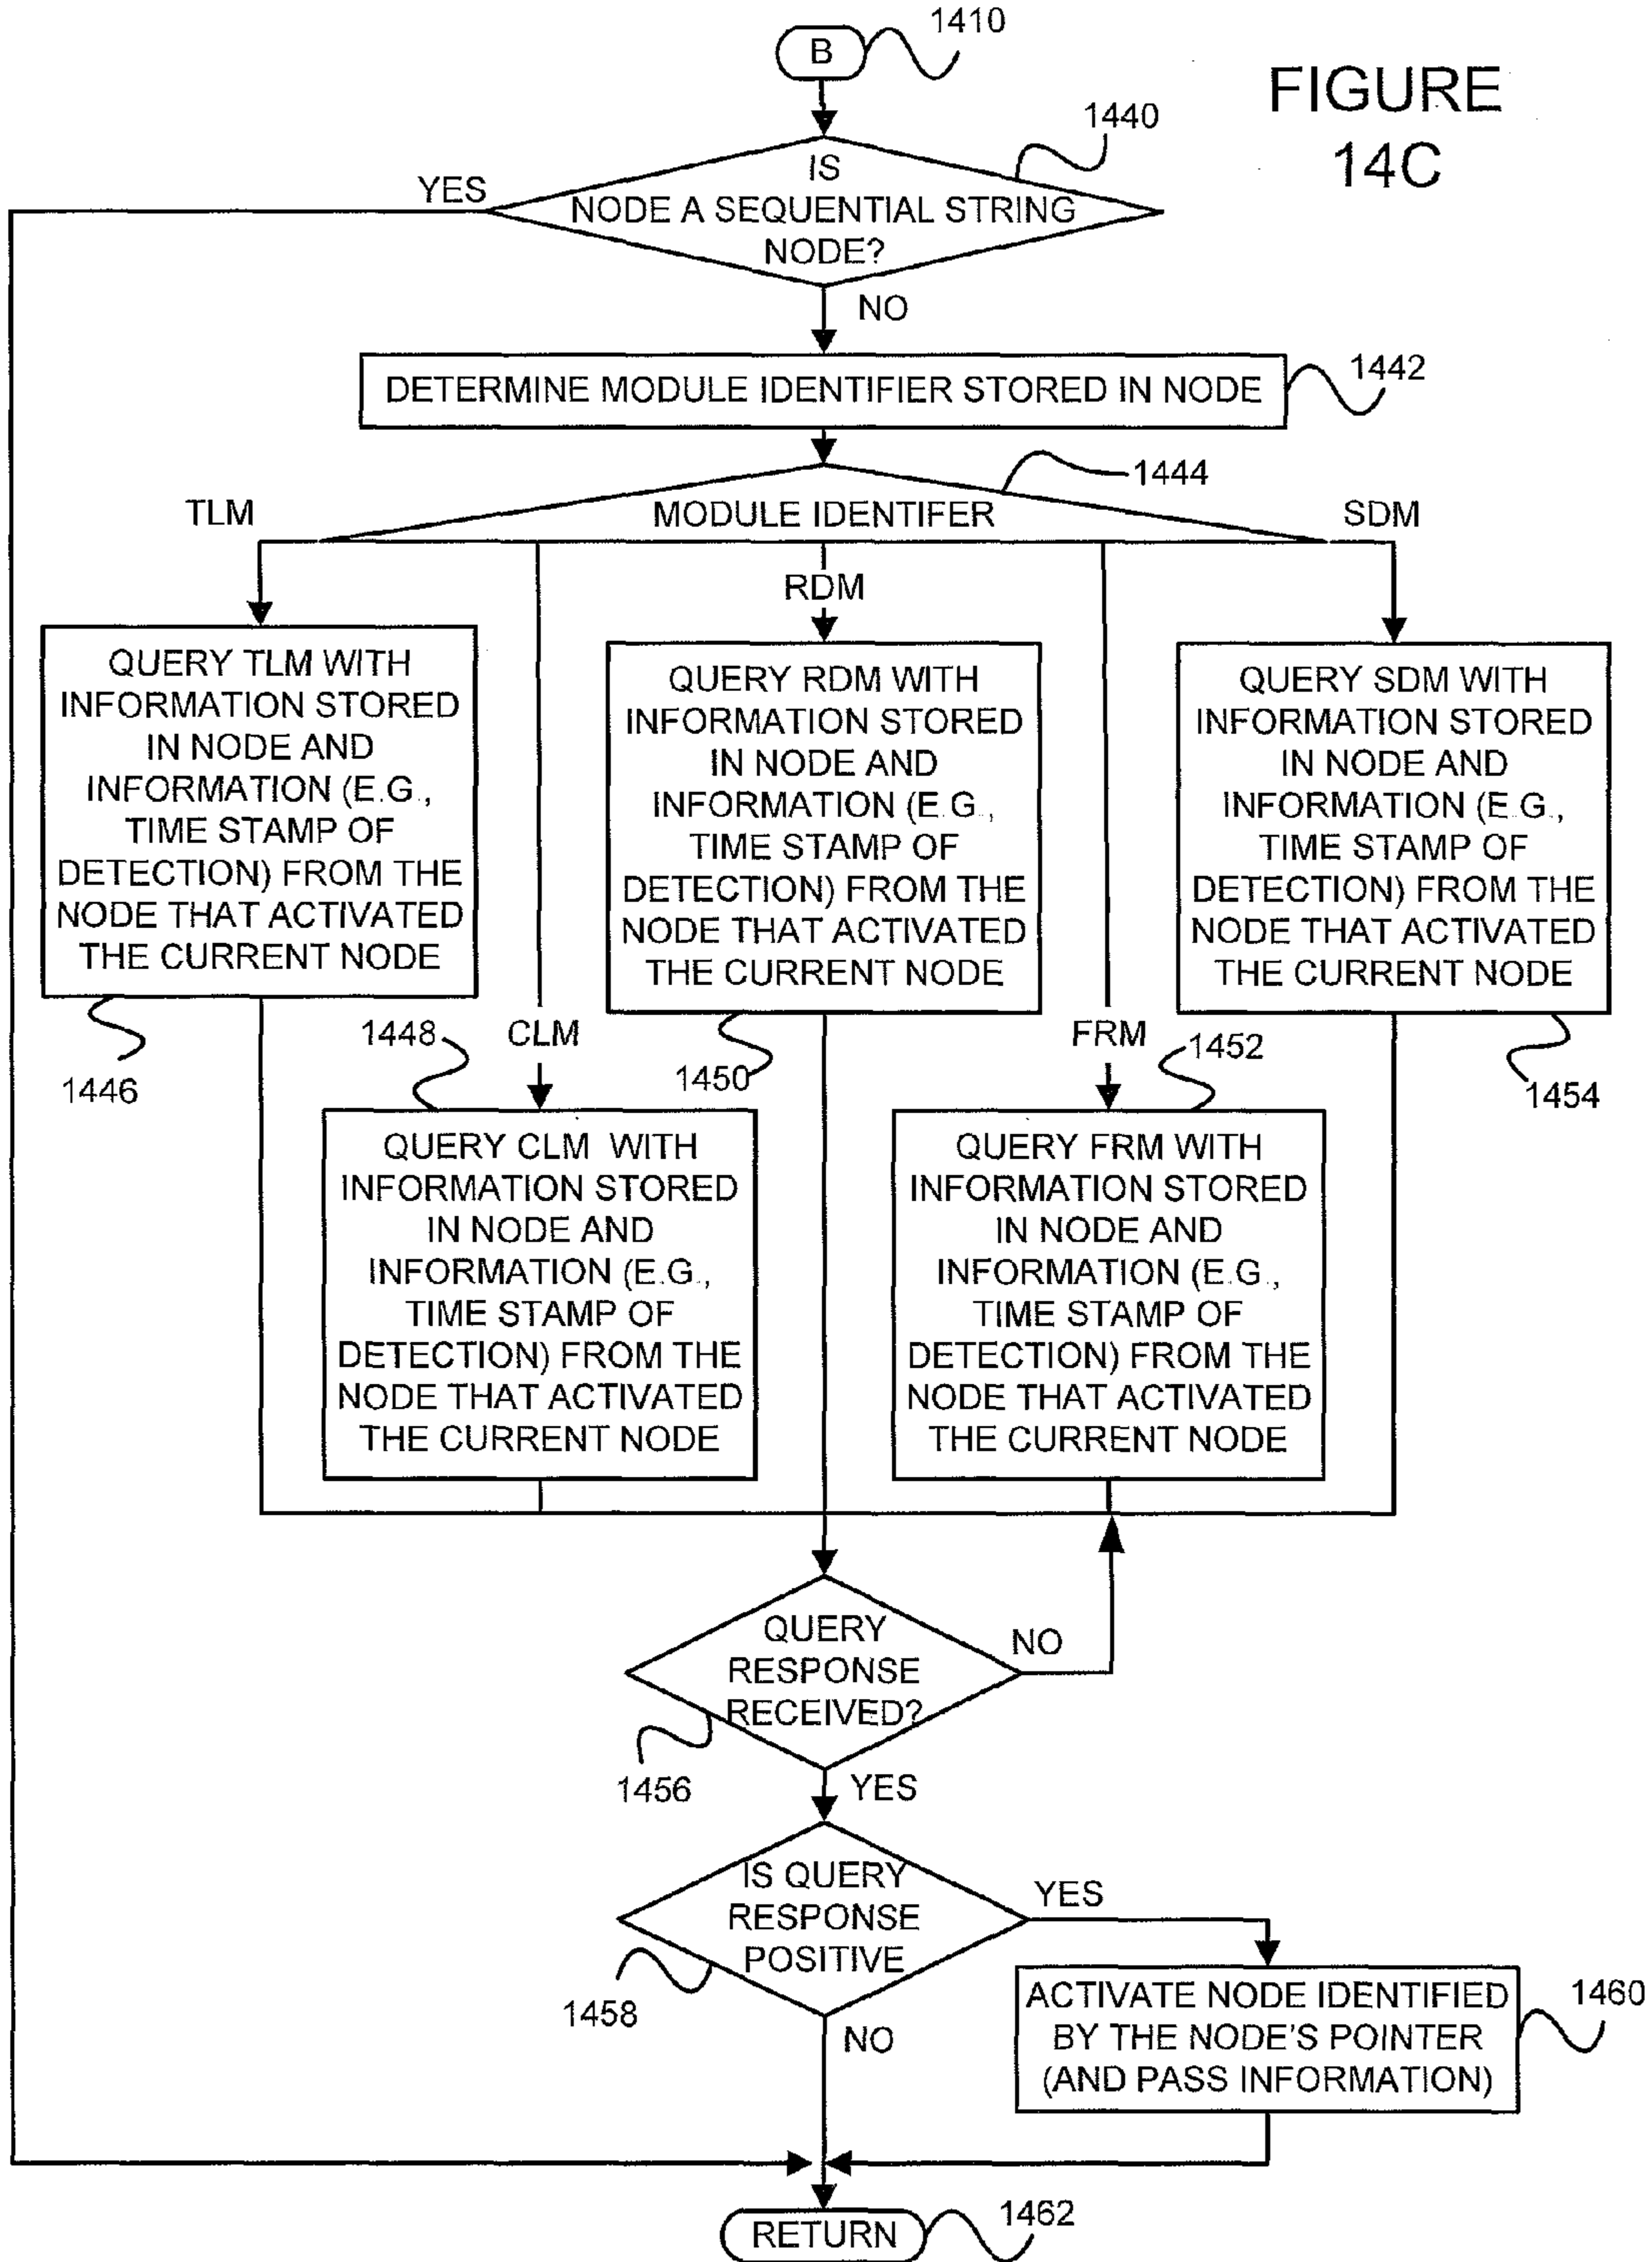 B
1410
FIGURE
14C
1440
IS
NODE A SEQUENTIAL STRING
NODE?
YES
NO
DETERMINE MODULE IDENTIFIER STORED IN NODE
1442
1444
MODULE IDENTIFER
TLM
RDM
SDM
QUERY TLM WITH
INFORMATION STORED
IN NODE AND
INFORMATION (E.G.,
TIME STAMP OF
DETECTION) FROM THE
NODE THAT ACTIVATED
THE CURRENT NODE
1446
QUERY RDM WITH
INFORMATION STORED
IN NODE AND
INFORMATION (E.G.,
TIME STAMP OF
DETECTION) FROM THE
NODE THAT ACTIVATED
THE CURRENT NODE
1450
QUERY SDM WITH
INFORMATION STORED
IN NODE AND
INFORMATION (E.G.,
TIME STAMP OF
DETECTION) FROM THE
NODE THAT ACTIVATED
THE CURRENT NODE
1454
1448
CLM
QUERY CLM WITH
INFORMATION STORED
IN NODE AND
INFORMATION (E.G.,
TIME STAMP OF
DETECTION) FROM THE
NODE THAT ACTIVATED
THE CURRENT NODE
FRM
1452
QUERY FRM WITH
INFORMATION STORED
IN NODE AND
INFORMATION (E.G.,
TIME STAMP OF
DETECTION) FROM THE
NODE THAT ACTIVATED
THE CURRENT NODE
QUERY
RESPONSE
RECEIVED?
NO
1456
YES
IS QUERY
RESPONSE
POSITIVE
YES
1458
NO
ACTIVATE NODE IDENTIFIED
BY THE NODE'S POINTER
(AND PASS INFORMATION)
1460
RETURN
1462